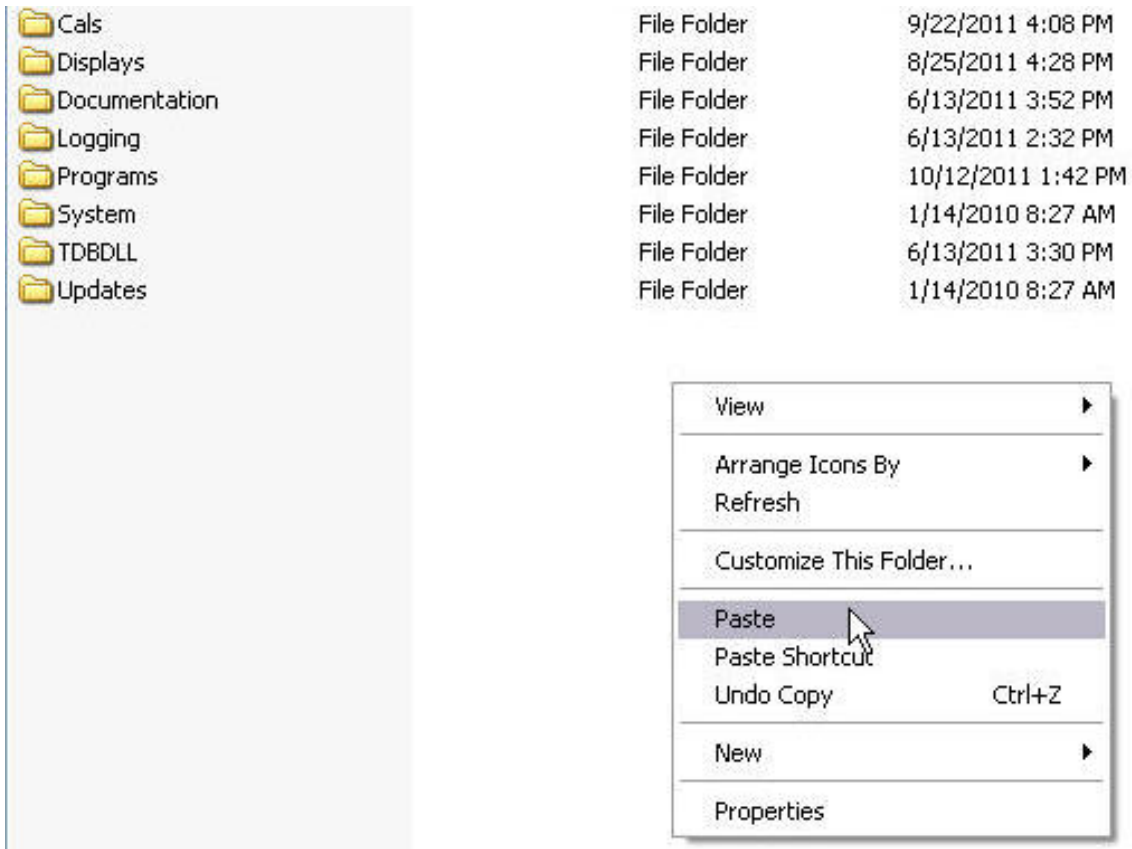 Cals File Folder 9/22/2011 4:08 PM
Displays File Folder 8/25/2011 4:28 PM
Documentation File Folder 6/13/2011 3:52 PM
Logging File Folder 6/13/2011 2:32 PM
Programs File Folder 10/12/2011 1:42 PM
System File Folder 1/14/2010 8:27 AM
TDBDLL File Folder 6/13/2011 3:30 PM
Updates File Folder 1/14/2010 8:27 AM
View
Arrange Icons By
Refresh
Customize This Folder...
Paste
Paste Shortcut
Undo Copy Ctrl+Z
New
Properties